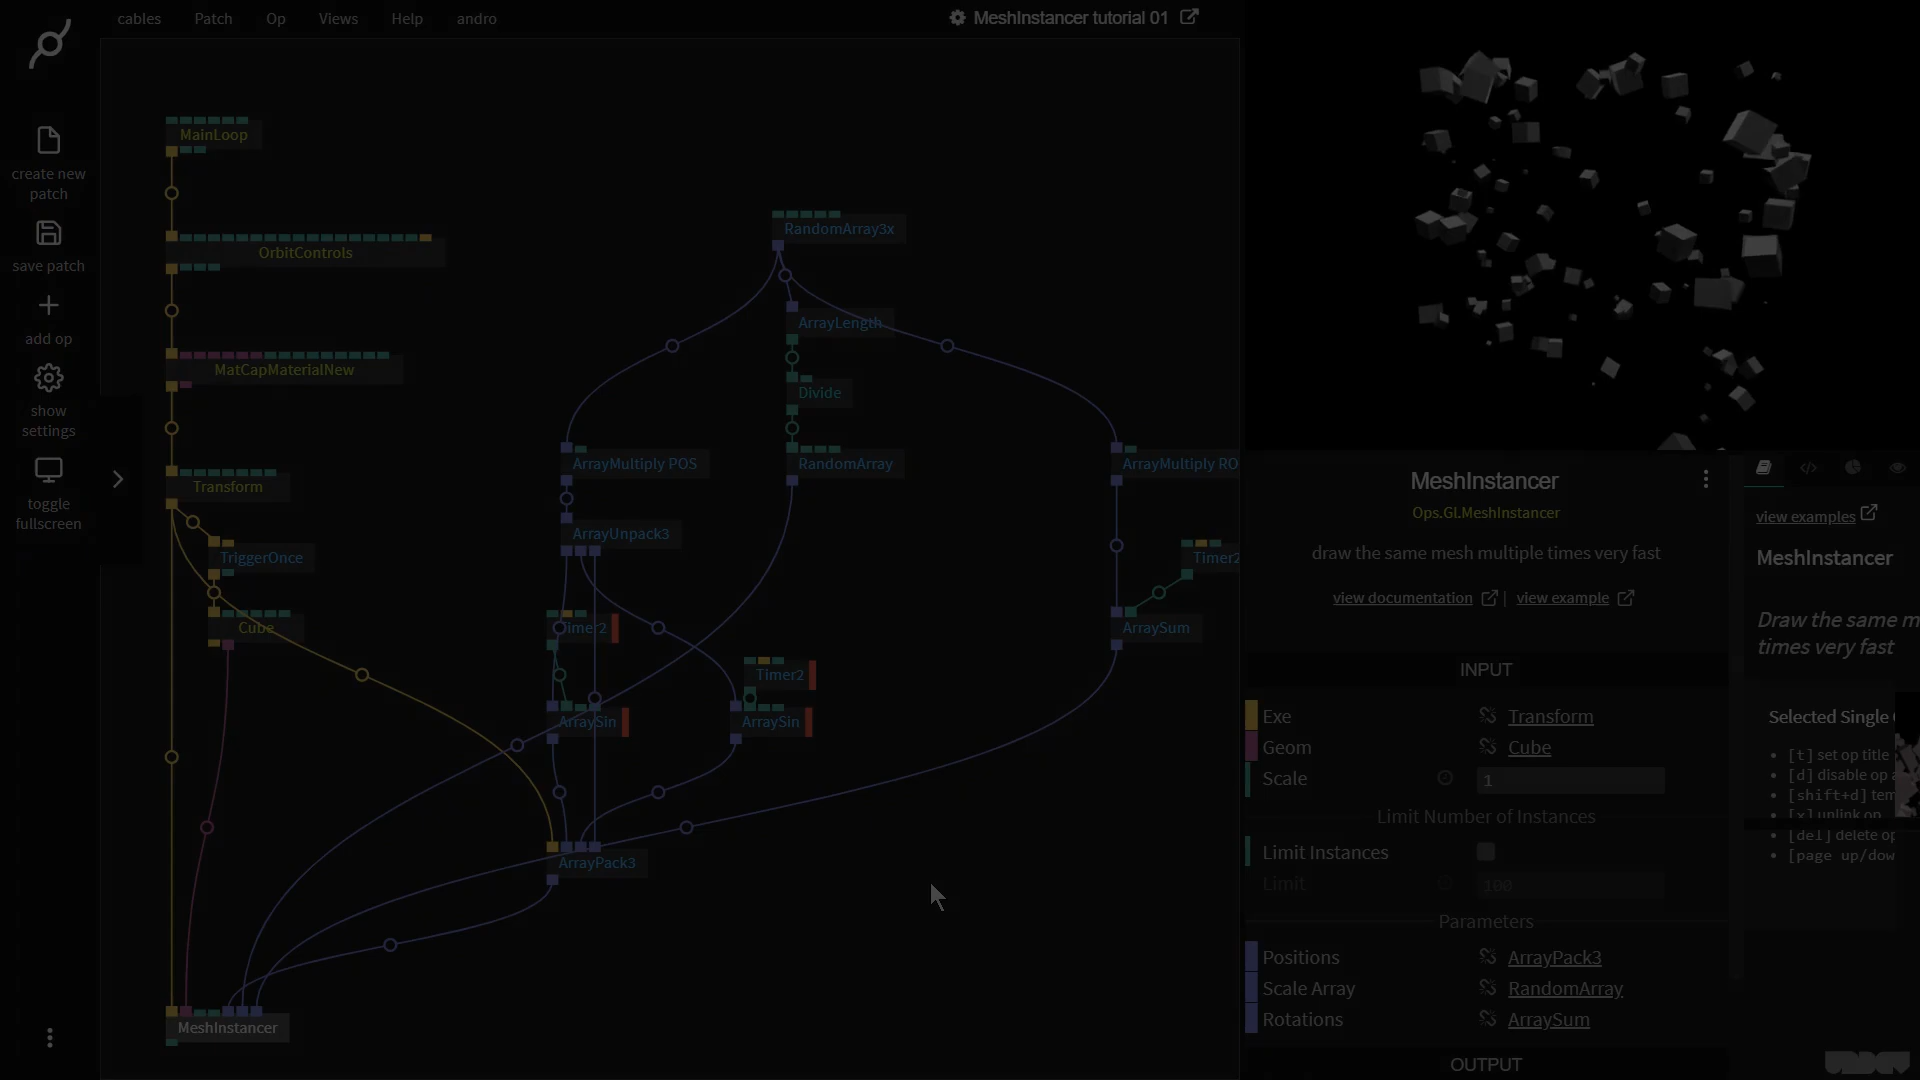 cables Patch Op Views Help andro
MeshInstancer tutorial 01
create new
patch
save patch
add op
show
settings
toggle
fullscreen
MainLoop
OrbitControls
MatCapMaterialNew
Transform
TriggerOnce
Cube
RandomArray3x
ArrayLength
Divide
ArrayMultiply POS
RandomArray
ArrayMultiply RO
ArrayUnpack3
Timer2
Timer2
ArraySum
Timer2
ArraySin
ArraySin
ArrayPack3
MeshInstancer
MeshInstancer
Ops.GLMeshInstancer
draw the same mesh multiple times very fast
view documentation | view example
INPUT
Exe Transform
Geom Cube
Scale 1
Limit Number of Instances
Limit Instances
Limit 100
Parameters
Positions ArrayPack3
Scale Array RandomArray
Rotations ArraySum
OUTPUT
view examples
MeshInstancer
Draw the same m
times very fast
Selected Single
[t] set op title
[d] disable op
[shift+d] tem
[x] unlink op
[del] delete op
[page up/dow